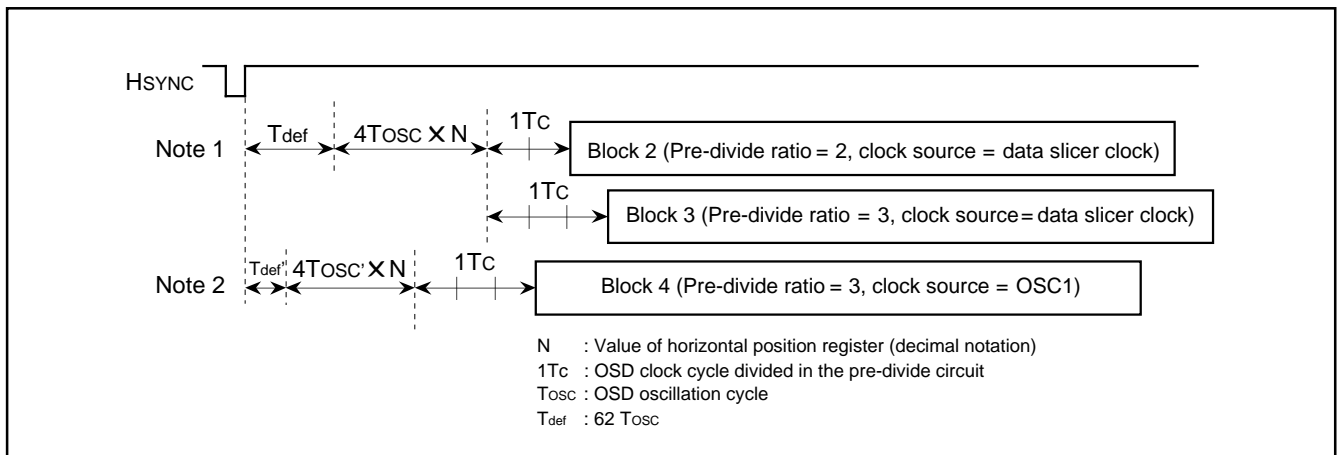 HSYNC
Note 1
Tdef
4TOSC × N
1TC
Block 2 (Pre-divide ratio = 2, clock source = data slicer clock)
1TC
Block 3 (Pre-divide ratio = 3, clock source = data slicer clock)
Note 2
Tdef'
4TOSC' × N
1TC
Block 4 (Pre-divide ratio = 3, clock source = OSC1)
N : Value of horizontal position register (decimal notation)
1Tc : OSD clock cycle divided in the pre-divide circuit
Tosc : OSD oscillation cycle
Tdef : 62 Tosc